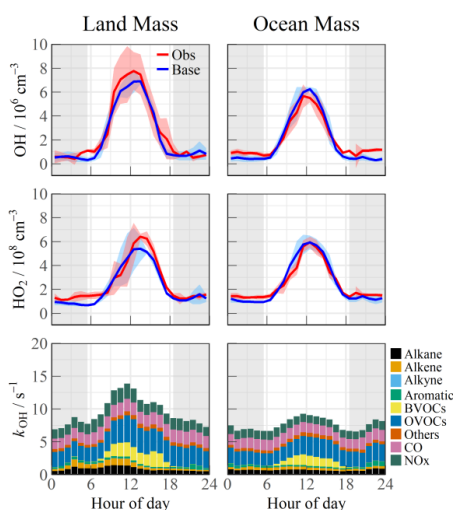 Land Mass
Ocean Mass
10
8
6
4
2
0
OH / 10⁶ cm⁻³
Obs
Base
10
8
6
4
2
0
HO₂ / 10⁸ cm⁻³
20
15
10
5
0
k_OH / s⁻¹
Alkane
Alkene
Alkyne
Aromatic
BVOCs
OVOCs
Others
CO
NOx
0 6 12 18 24 0 6 12 18 24
Hour of day Hour of day